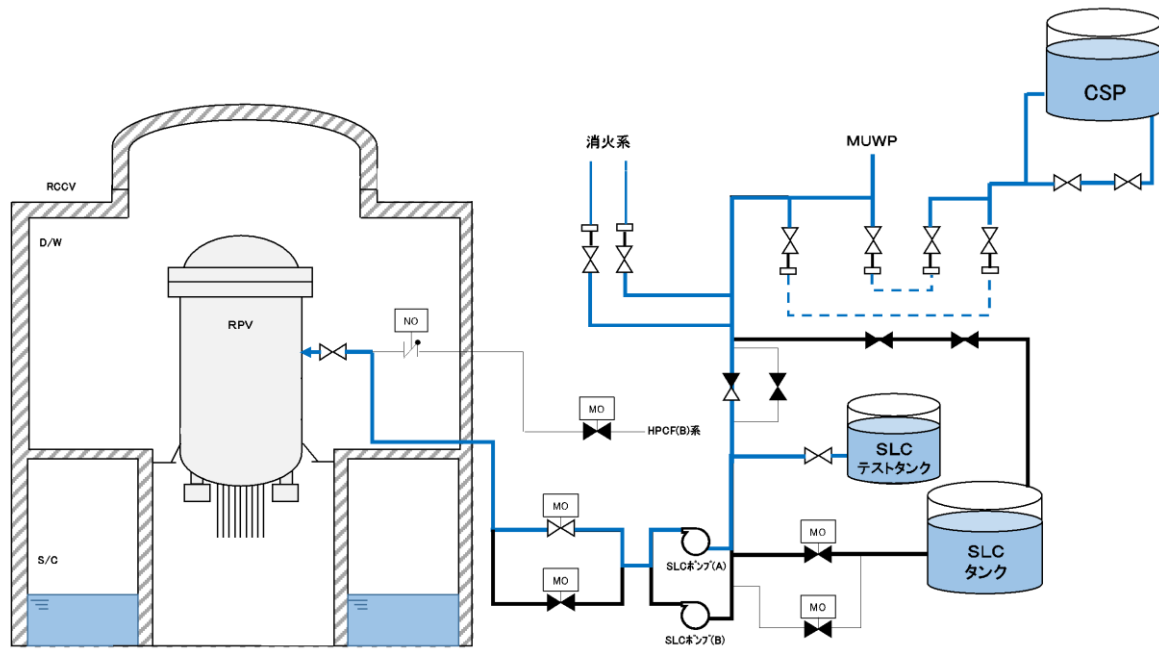 CSP
消火系
MUWP
RCCV
D/W
RPV
NO
MO
HPCF(B)系
SLC
テストタンク
MO
SLCﾎﾟﾝﾌﾟ(A)
MO
SLC
タンク
S/C
MO
MO
SLCﾎﾟﾝﾌﾟ(B)